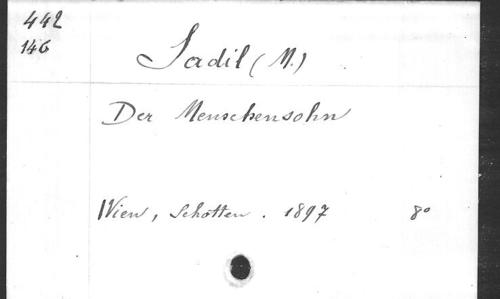 442
146
Sadil (M.)
Der Menschensohn
Wien, Schotten. 1897 8°